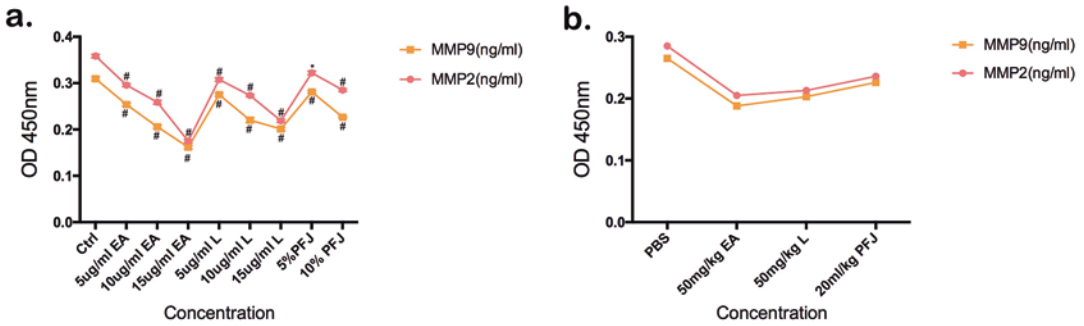 a.
0.4
0.3
0.2
0.1
0.0
OD 450nm
# # # # # # * #
# # # # # # # #
Ctrl
5ug/ml EA
10ug/ml EA
15ug/ml EA
5ug/ml L
10ug/ml L
15ug/ml L
5%PFJ
10% PFJ
Concentration
MMP9(ng/ml)
MMP2(ng/ml)
b.
0.3
0.2
0.1
0.0
OD 450nm
PBS
50mg/kg EA
50mg/kg L
20ml/kg PFJ
Concentration
MMP9(ng/ml)
MMP2(ng/ml)